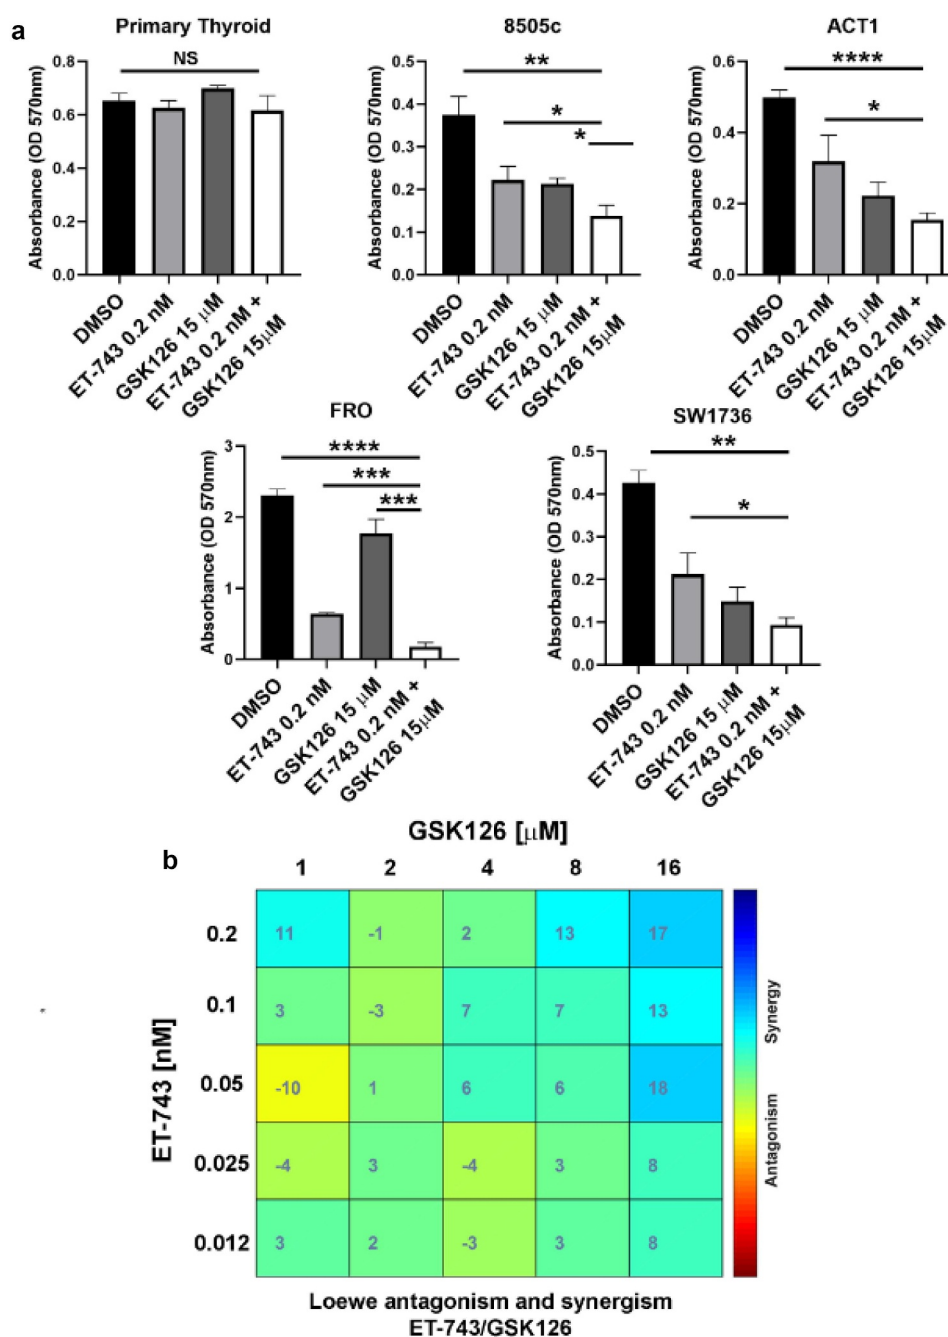 a
Primary Thyroid
NS
0.8
0.6
0.4
0.2
0.0
Absorbance (OD 570nm)
DMSO
ET-743 0.2 nM
GSK126 15 μM
ET-743 0.2 nM +
GSK126 15μM
8505c
**
*
*
0.5
0.4
0.3
0.2
0.1
0.0
Absorbance (OD 570nm)
DMSO
ET-743 0.2 nM
GSK126 15 μM
ET-743 0.2 nM +
GSK126 15μM
ACT1
****
*
0.6
0.4
0.2
0.0
Absorbance (OD 570nm)
DMSO
ET-743 0.2 nM
GSK126 15 μM
ET-743 0.2 nM +
GSK126 15μM
FRO
****
***
***
3
2
1
0
Absorbance (OD 570nm)
DMSO
ET-743 0.2 nM
GSK126 15 μM
ET-743 0.2 nM +
GSK126 15μM
SW1736
**
*
0.5
0.4
0.3
0.2
0.1
0.0
Absorbance (OD 570nm)
DMSO
ET-743 0.2 nM
GSK126 15 μM
ET-743 0.2 nM +
GSK126 15μM
b
GSK126 [μM]
1 2 4 8 16
ET-743 [nM]
0.2 11 -1 2 13 17
0.1 3 -3 7 7 13
0.05 -10 1 6 6 18
0.025 -4 3 -4 3 8
0.012 3 2 -3 3 8
Synergy
Antagonism
Loewe antagonism and synergism
ET-743/GSK126